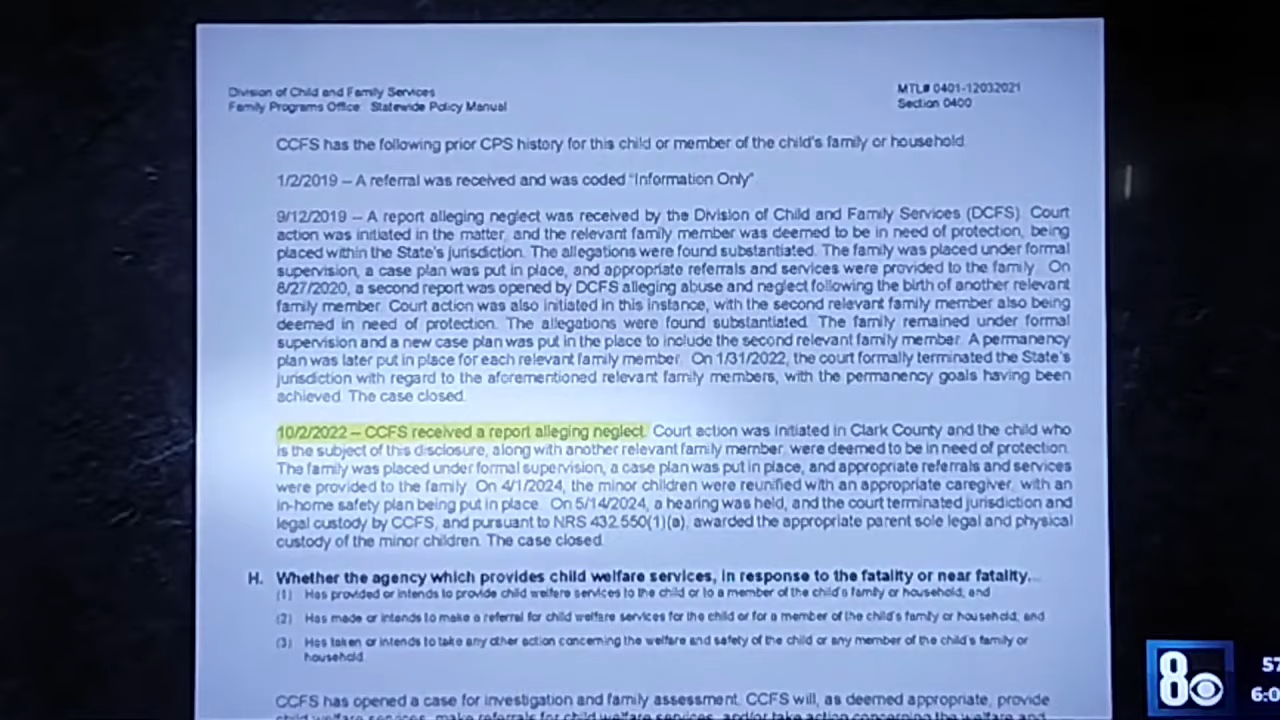 Division of Child and Family Services
Family Programs Office: Statewide Policy Manual
MTL# 0401-12032021
Section 0400
CCFS has the following prior CPS history for this child or member of the child's family or household
1/2/2019 – A referral was received and was coded "Information Only"
9/12/2019 – A report alleging neglect was received by the Division of Child and Family Services (DCFS). Court
action was initiated in the matter, and the relevant family member was deemed to be in need of protection, being
placed within the State's jurisdiction. The allegations were found substantiated. The family was placed under formal
supervision, a case plan was put in place, and appropriate referrals and services were provided to the family. On
8/27/2020, a second report was opened by DCFS alleging abuse and neglect following the birth of another relevant
family member. Court action was also initiated in this instance, with the second relevant family member also being
deemed in need of protection. The allegations were found substantiated. The family remained under formal
supervision and a new case plan was put in the place to include the second relevant family member. A permanency
plan was later put in place for each relevant family member. On 1/31/2022, the court formally terminated the State's
jurisdiction with regard to the aforementioned relevant family members, with the permanency goals having been
achieved. The case closed.
10/2/2022 – CCFS received a report alleging neglect. Court action was initiated in Clark County and the child who
is the subject of this disclosure, along with another relevant family member, were deemed to be in need of protection.
The family was placed under formal supervision, a case plan was put in place, and appropriate referrals and services
were provided to the family. On 4/1/2024, the minor children were reunified with an appropriate caregiver, with an
in-home safety plan being put in place. On 5/14/2024, a hearing was held, and the court terminated jurisdiction and
legal custody by CCFS, and pursuant to NRS 432.550(1)(a), awarded the appropriate parent sole legal and physical
custody of the minor children. The case closed.
H. Whether the agency which provides child welfare services, in response to the fatality or near fatality...
(1) Has provided or intends to provide child welfare services to the child or to a member of the child's family or household; and
(2) Has made or intends to make a referral for child welfare services for the child or for a member of the child's family or household; and
(3) Has taken or intends to take any other action concerning the welfare and safety of the child or any member of the child's family or
household.
CCFS has opened a case for investigation and family assessment. CCFS will, as deemed appropriate, provide
child welfare services, make referrals for child welfare services, and/or take action concerning the welfare and
8
57
6:0